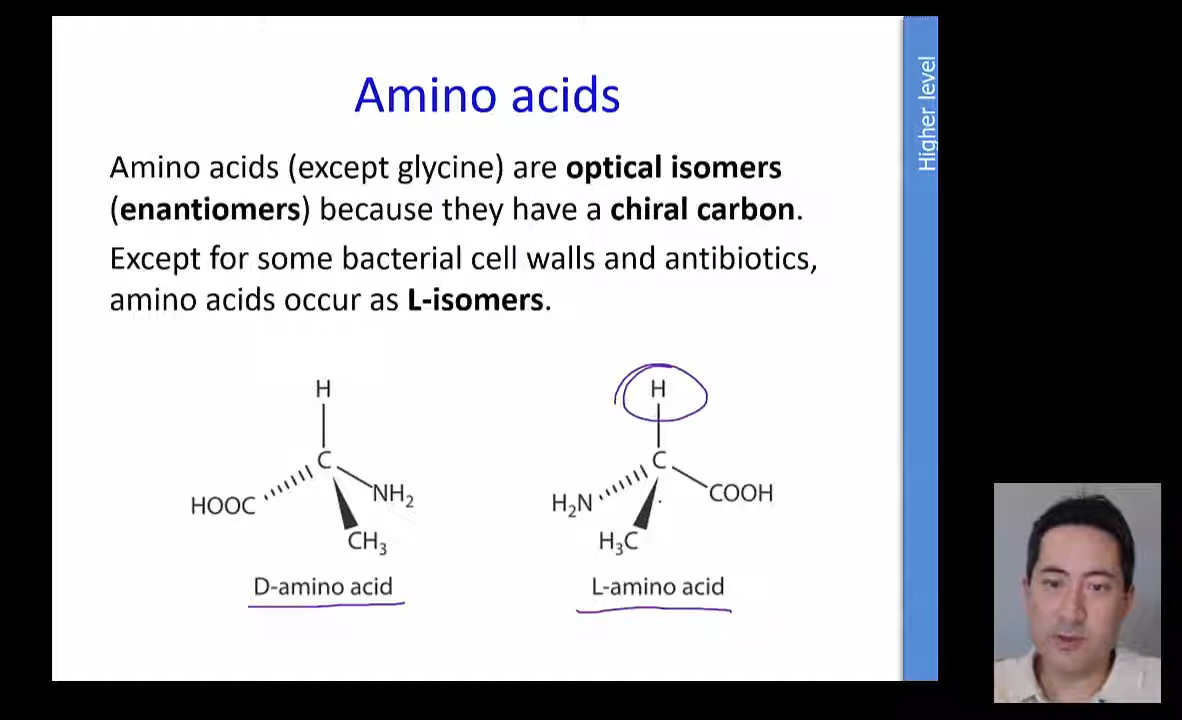 Amino acids
Higher level
Amino acids (except glycine) are optical isomers
(enantiomers) because they have a chiral carbon.
Except for some bacterial cell walls and antibiotics,
amino acids occur as L-isomers.
H
C
HOOC
NH₂
CH₃
D-amino acid
H
C
H₂N
COOH
H₃C
L-amino acid